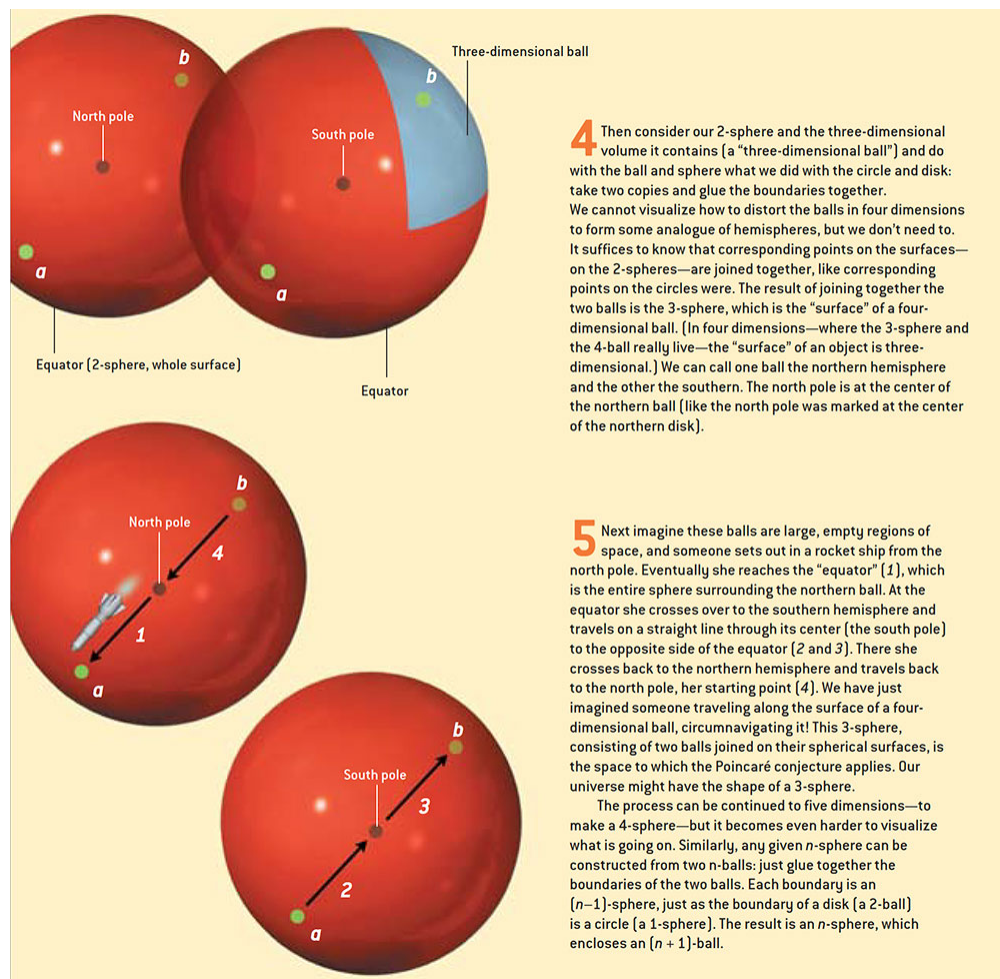 Three-dimensional ball
b
b
North pole
South pole
a
a
Equator (2-sphere, whole surface)
Equator
4 Then consider our 2-sphere and the three-dimensional
volume it contains (a “three-dimensional ball”) and do
with the ball and sphere what we did with the circle and disk:
take two copies and glue the boundaries together.
We cannot visualize how to distort the balls in four dimensions
to form some analogue of hemispheres, but we don’t need to.
It suffices to know that corresponding points on the surfaces—
on the 2-spheres—are joined together, like corresponding
points on the circles were. The result of joining together the
two balls is the 3-sphere, which is the “surface” of a four-
dimensional ball. (In four dimensions—where the 3-sphere and
the 4-ball really live—the “surface” of an object is three-
dimensional.) We can call one ball the northern hemisphere
and the other the southern. The north pole is at the center of
the northern ball (like the north pole was marked at the center
of the northern disk).
b
North pole
4
1
a
b
South pole
3
2
a
5 Next imagine these balls are large, empty regions of
space, and someone sets out in a rocket ship from the
north pole. Eventually she reaches the “equator” (1), which
is the entire sphere surrounding the northern ball. At the
equator she crosses over to the southern hemisphere and
travels on a straight line through its center (the south pole)
to the opposite side of the equator (2 and 3). There she
crosses back to the northern hemisphere and travels back
to the north pole, her starting point (4). We have just
imagined someone traveling along the surface of a four-
dimensional ball, circumnavigating it! This 3-sphere,
consisting of two balls joined on their spherical surfaces, is
the space to which the Poincaré conjecture applies. Our
universe might have the shape of a 3-sphere.
The process can be continued to five dimensions—to
make a 4-sphere—but it becomes even harder to visualize
what is going on. Similarly, any given n-sphere can be
constructed from two n-balls: just glue together the
boundaries of the two balls. Each boundary is an
(n–1)-sphere, just as the boundary of a disk (a 2-ball)
is a circle (a 1-sphere). The result is an n-sphere, which
encloses an (n + 1)-ball.